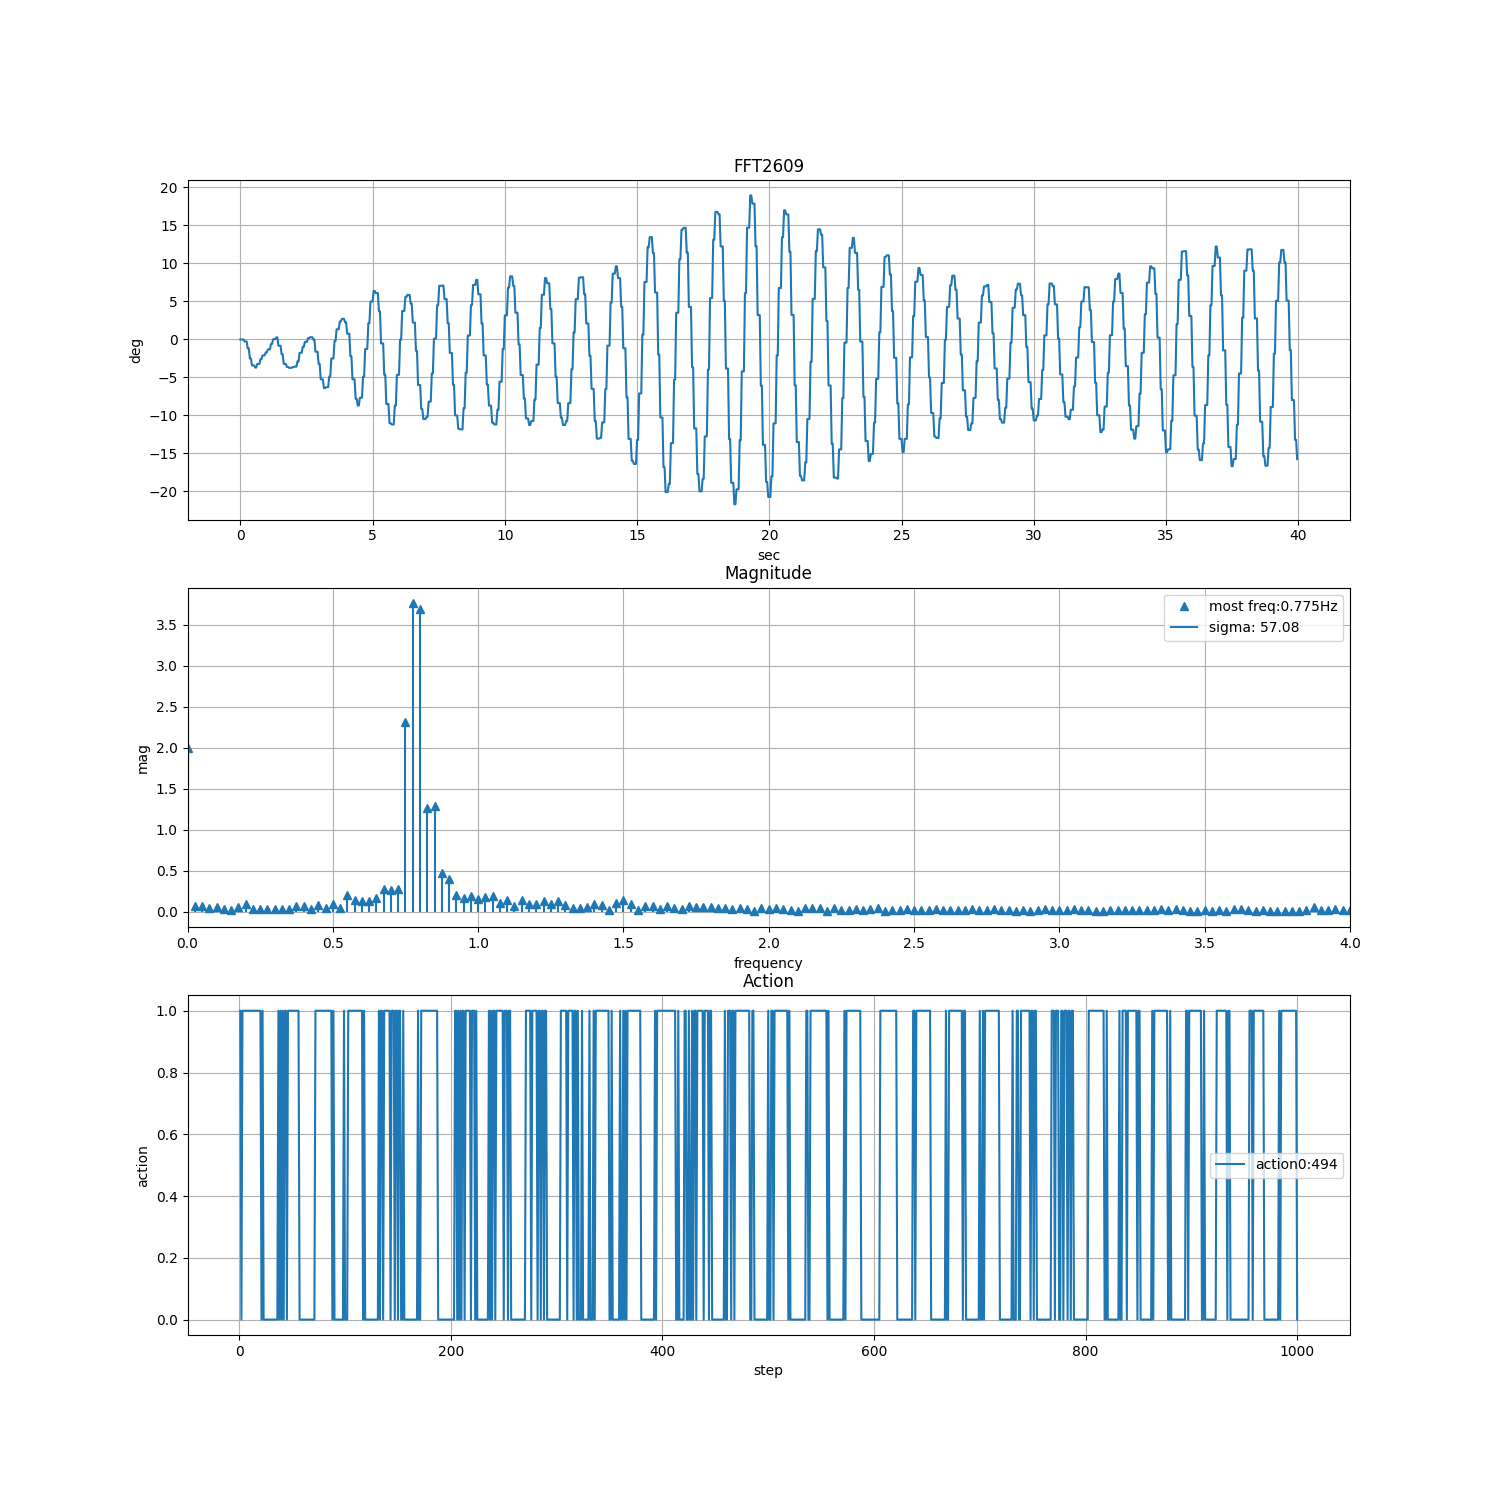 FFT2609
20
15
10
5
0
−5
−10
−15
−20
deg
0 5 10 15 20 25 30 35 40
sec
Magnitude
most freq:0.775Hz
sigma: 57.08
3.5
3.0
2.5
2.0
1.5
1.0
0.5
0.0
mag
0.0 0.5 1.0 1.5 2.0 2.5 3.0 3.5 4.0
frequency
Action
1.0
0.8
0.6
0.4
0.2
0.0
action
action0:494
0 200 400 600 800 1000
step